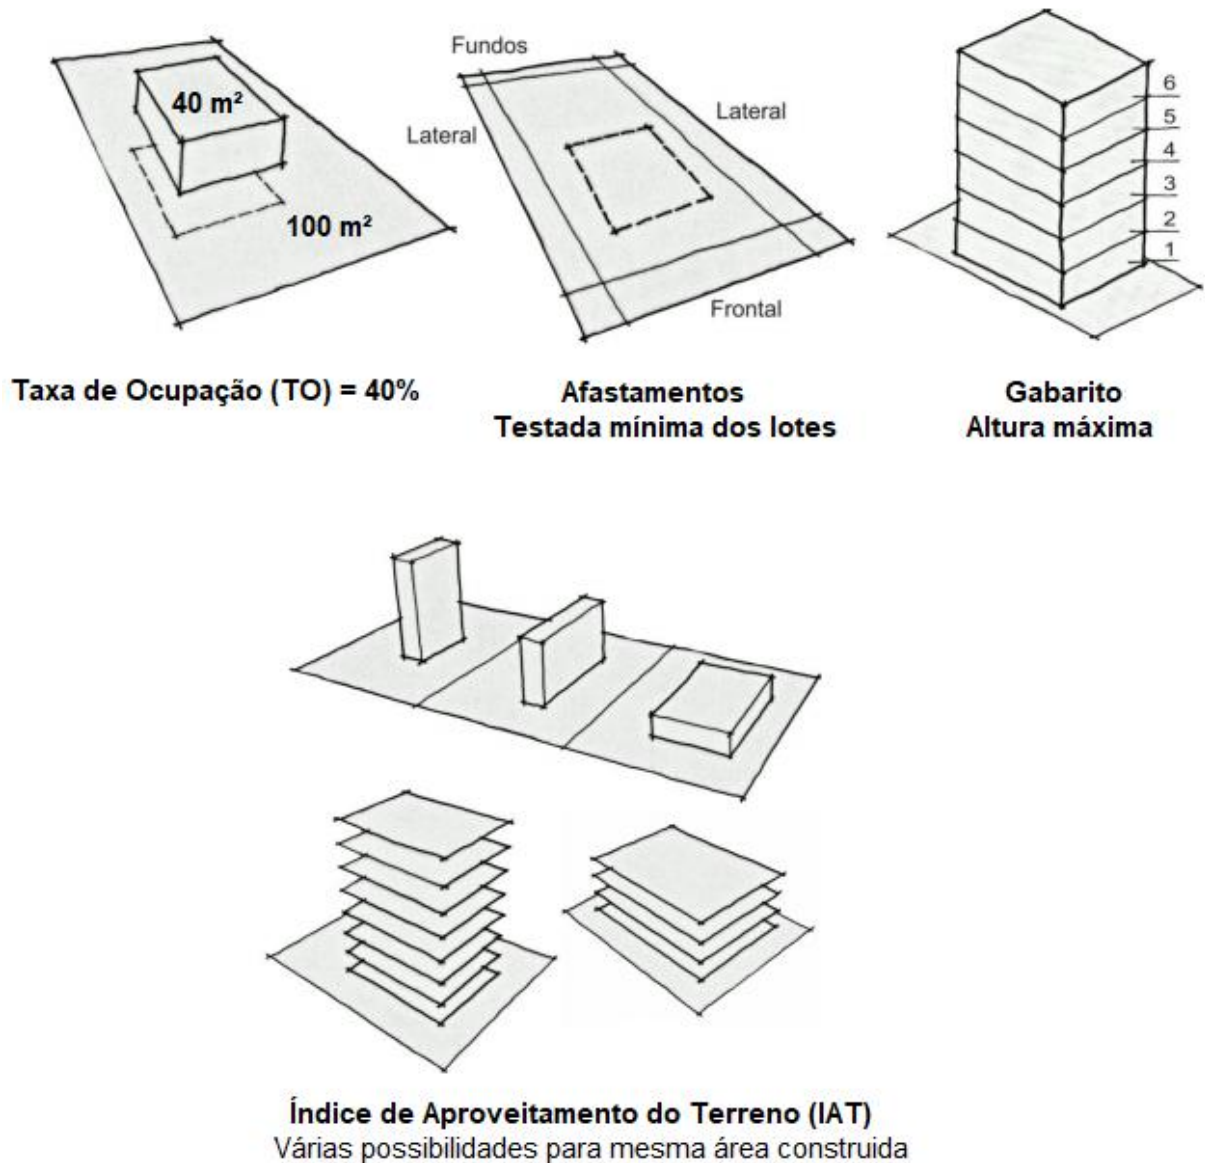 40 m²
100 m²
Taxa de Ocupação (TO) = 40%
Fundos
Lateral
Lateral
Frontal
Afastamentos
Testada mínima dos lotes
6
5
4
3
2
1
Gabarito
Altura máxima
Índice de Aproveitamento do Terreno (IAT)
Várias possibilidades para mesma área construida